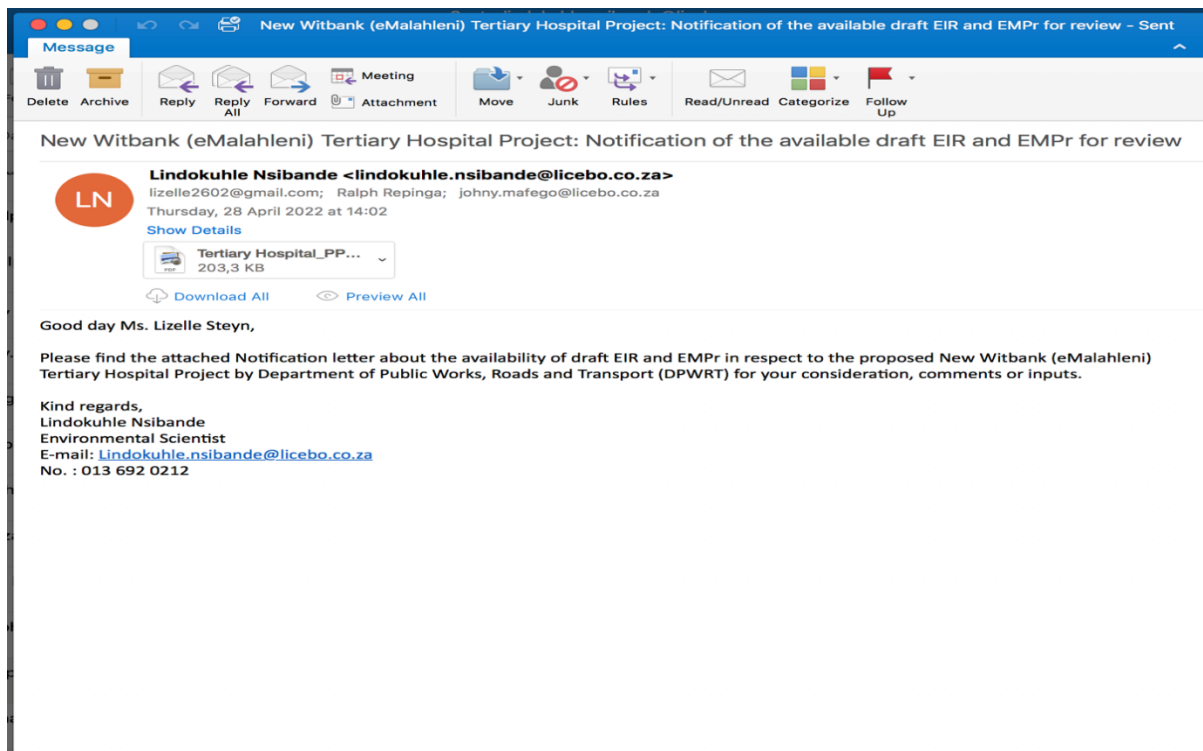 New Witbank (eMalahleni) Tertiary Hospital Project: Notification of the available draft EIR and EMPr for review - Sent
Message
Delete Archive Reply Reply All Forward Meeting Attachment Move Junk Rules Read/Unread Categorize Follow Up
New Witbank (eMalahleni) Tertiary Hospital Project: Notification of the available draft EIR and EMPr for review
LN
Lindokuhle Nsibande <lindokuhle.nsibande@licebo.co.za>
lizelle2602@gmail.com; Ralph Repinga; johny.mafego@licebo.co.za
Thursday, 28 April 2022 at 14:02
Show Details
Tertiary Hospital_PP...
PDF
203,3 KB
Download All Preview All
Good day Ms. Lizelle Steyn,
Please find the attached Notification letter about the availability of draft EIR and EMPr in respect to the proposed New Witbank (eMalahleni)
Tertiary Hospital Project by Department of Public Works, Roads and Transport (DPWRT) for your consideration, comments or inputs.
Kind regards,
Lindokuhle Nsibande
Environmental Scientist
E-mail: Lindokuhle.nsibande@licebo.co.za
No. : 013 692 0212